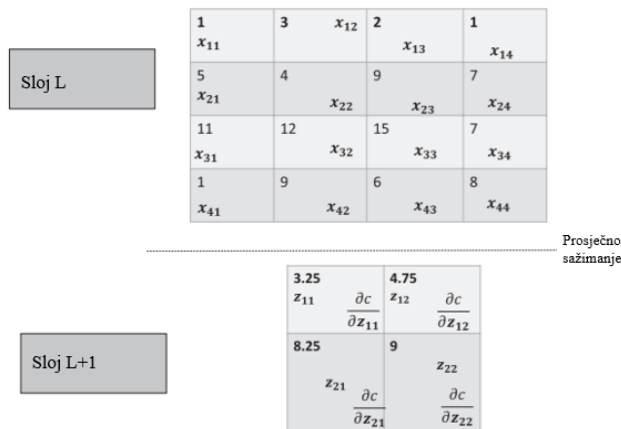 Sloj L
1 3 x₁₂ 2 1
x₁₁ x₁₃ x₁₄
5 4 9 7
x₂₁ x₂₂ x₂₃ x₂₄
11 12 15 7
x₃₁ x₃₂ x₃₃ x₃₄
1 9 6 8
x₄₁ x₄₂ x₄₃ x₄₄
Prosječno
sažimanje
3.25 4.75
z₁₁ ∂c/∂z₁₁ z₁₂ ∂c/∂z₁₂
Sloj L+1
8.25 9
z₂₁ ∂c/∂z₂₁ z₂₂ ∂c/∂z₂₂